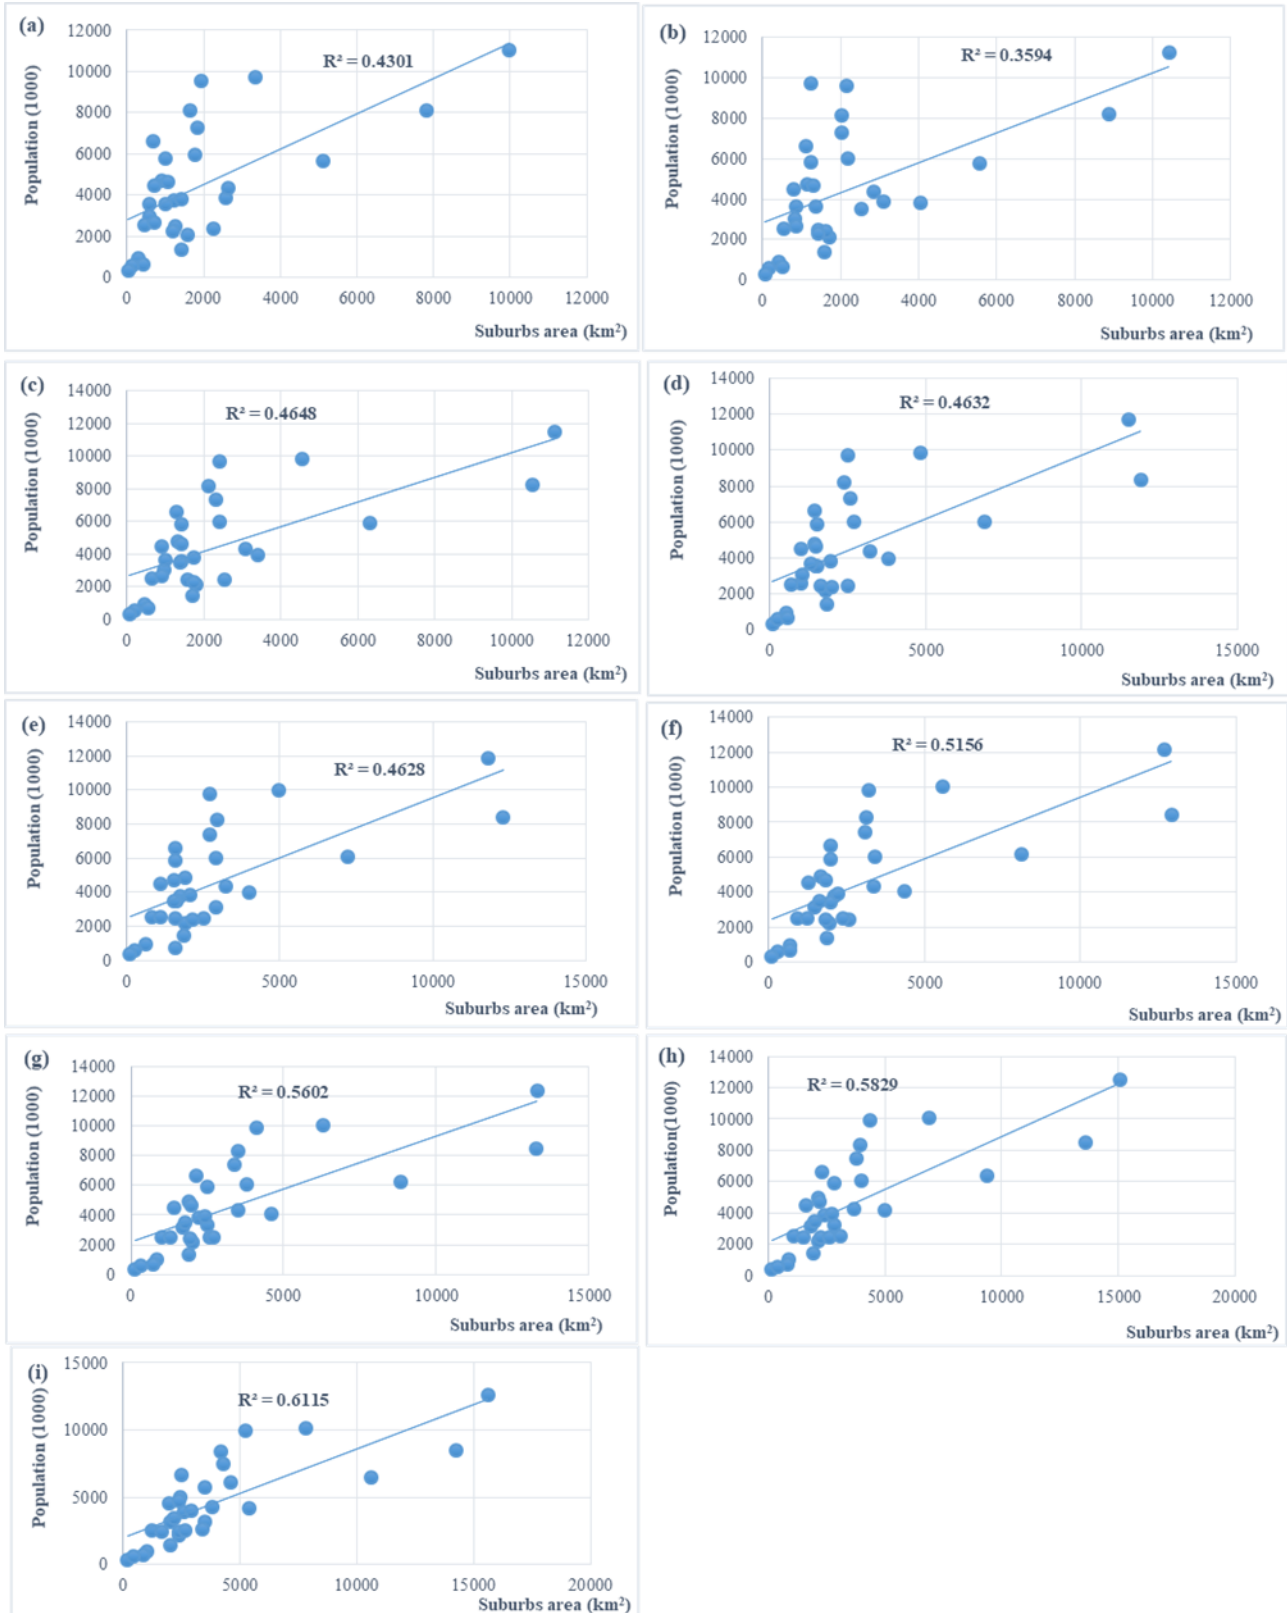 (a)
R² = 0.4301
Population (1000)
12000
10000
8000
6000
4000
2000
0
0 2000 4000 6000 8000 10000 12000
Suburbs area (km²)
(b)
R² = 0.3594
Population (1000)
12000
10000
8000
6000
4000
2000
0
0 2000 4000 6000 8000 10000 12000
Suburbs area (km²)
(c)
R² = 0.4648
Population (1000)
14000
12000
10000
8000
6000
4000
2000
0
0 2000 4000 6000 8000 10000 12000
Suburbs area (km²)
(d)
R² = 0.4632
Population (1000)
14000
12000
10000
8000
6000
4000
2000
0
0 5000 10000 15000
Suburbs area (km²)
(e)
R² = 0.4628
Population (1000)
14000
12000
10000
8000
6000
4000
2000
0
0 5000 10000 15000
Suburbs area (km²)
(f)
R² = 0.5156
Population (1000)
14000
12000
10000
8000
6000
4000
2000
0
0 5000 10000 15000
Suburbs area (km²)
(g)
R² = 0.5602
Population (1000)
14000
12000
10000
8000
6000
4000
2000
0
0 5000 10000 15000
Suburbs area (km²)
(h)
R² = 0.5829
Population(1000)
14000
12000
10000
8000
6000
4000
2000
0
0 5000 10000 15000 20000
Suburbs area (km²)
(i)
R² = 0.6115
Population (1000)
15000
10000
5000
0
0 5000 10000 15000 20000
Suburbs area (km²)